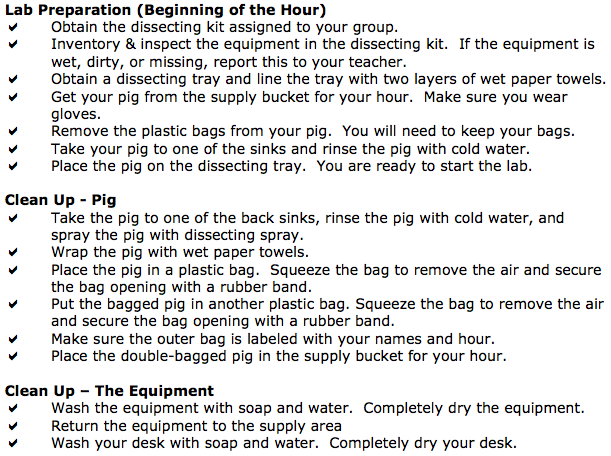 Lab Preparation (Beginning of the Hour)
✔ Obtain the dissecting kit assigned to your group.
✔ Inventory & inspect the equipment in the dissecting kit.  If the equipment is
wet, dirty, or missing, report this to your teacher.
✔ Obtain a dissecting tray and line the tray with two layers of wet paper towels.
✔ Get your pig from the supply bucket for your hour.  Make sure you wear
gloves.
✔ Remove the plastic bags from your pig.  You will need to keep your bags.
✔ Take your pig to one of the sinks and rinse the pig with cold water.
✔ Place the pig on the dissecting tray.  You are ready to start the lab.
Clean Up - Pig
✔ Take the pig to one of the back sinks, rinse the pig with cold water, and
spray the pig with dissecting spray.
✔ Wrap the pig with wet paper towels.
✔ Place the pig in a plastic bag.  Squeeze the bag to remove the air and secure
the bag opening with a rubber band.
✔ Put the bagged pig in another plastic bag. Squeeze the bag to remove the air
and secure the bag opening with a rubber band.
✔ Make sure the outer bag is labeled with your names and hour.
✔ Place the double-bagged pig in the supply bucket for your hour.
Clean Up – The Equipment
✔ Wash the equipment with soap and water.  Completely dry the equipment.
✔ Return the equipment to the supply area
✔ Wash your desk with soap and water.  Completely dry your desk.